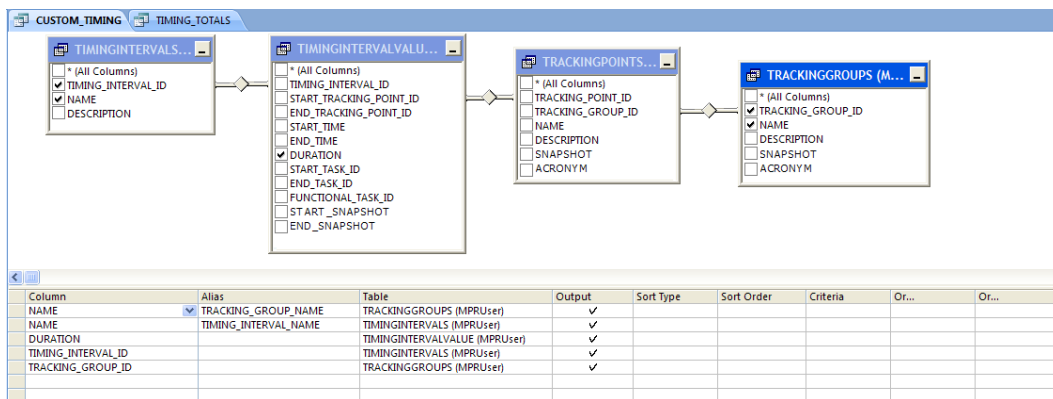 CUSTOM_TIMING TIMING_TOTALS
TIMINGINTERVALS...
* (All Columns)
TIMING_INTERVAL_ID
NAME
DESCRIPTION
TIMINGINTERVALVALU...
* (All Columns)
TIMING_INTERVAL_ID
START_TRACKING_POINT_ID
END_TRACKING_POINT_ID
START_TIME
END_TIME
DURATION
START_TASK_ID
END_TASK_ID
FUNCTIONAL_TASK_ID
START_SNAPSHOT
END_SNAPSHOT
TRACKINGPOINTS...
* (All Columns)
TRACKING_POINT_ID
TRACKING_GROUP_ID
NAME
DESCRIPTION
SNAPSHOT
ACRONYM
TRACKINGGROUPS (M...
* (All Columns)
TRACKING_GROUP_ID
NAME
DESCRIPTION
SNAPSHOT
ACRONYM
Column Alias Table Output Sort Type Sort Order Criteria Or... Or...
NAME TRACKING_GROUP_NAME TRACKINGGROUPS (MPRUser)
NAME TIMING_INTERVAL_NAME TIMINGINTERVALS (MPRUser)
DURATION TIMINGINTERVALVALUE (MPRUser)
TIMING_INTERVAL_ID TIMINGINTERVALS (MPRUser)
TRACKING_GROUP_ID TRACKINGGROUPS (MPRUser)